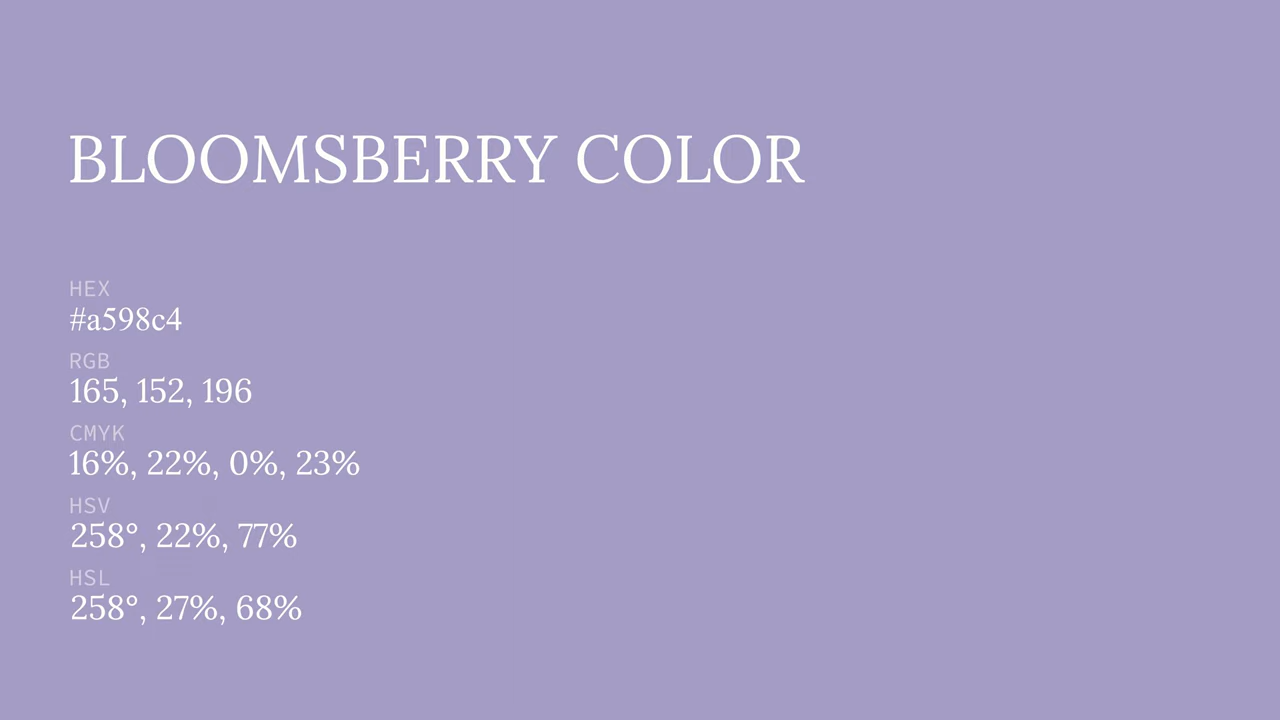 BLOOMSBERRY COLOR
HEX
#a598c4
RGB
165, 152, 196
CMYK
16%, 22%, 0%, 23%
HSV
258°, 22%, 77%
HSL
258°, 27%, 68%